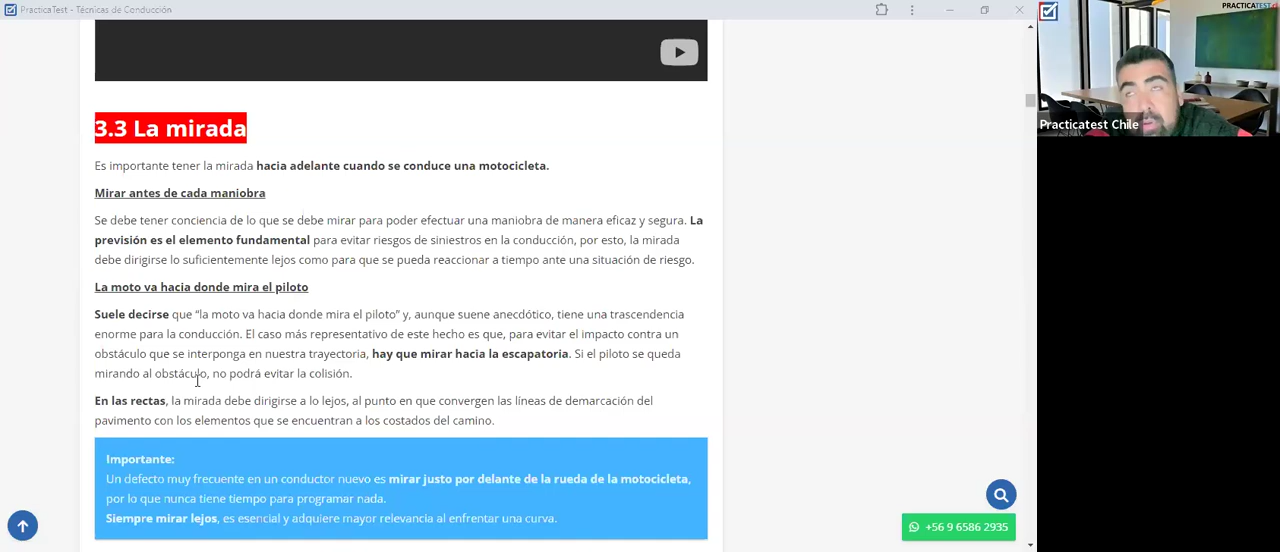 PracticaTest - Técnicas de Conducción
PRACTICATEST
Practicatest Chile
3.3 La mirada
Es importante tener la mirada hacia adelante cuando se conduce una motocicleta.
Mirar antes de cada maniobra
Se debe tener conciencia de lo que se debe mirar para poder efectuar una maniobra de manera eficaz y segura. La
previsión es el elemento fundamental para evitar riesgos de siniestros en la conducción, por esto, la mirada
debe dirigirse lo suficientemente lejos como para que se pueda reaccionar a tiempo ante una situación de riesgo.
La moto va hacia donde mira el piloto
Suele decirse que “la moto va hacia donde mira el piloto” y, aunque suene anecdótico, tiene una trascendencia
enorme para la conducción. El caso más representativo de este hecho es que, para evitar el impacto contra un
obstáculo que se interponga en nuestra trayectoria, hay que mirar hacia la escapatoria. Si el piloto se queda
mirando al obstáculo, no podrá evitar la colisión.
En las rectas, la mirada debe dirigirse a lo lejos, al punto en que convergen las líneas de demarcación del
pavimento con los elementos que se encuentran a los costados del camino.
Importante:
Un defecto muy frecuente en un conductor nuevo es mirar justo por delante de la rueda de la motocicleta,
por lo que nunca tiene tiempo para programar nada.
Siempre mirar lejos, es esencial y adquiere mayor relevancia al enfrentar una curva.
+56 9 6586 2935